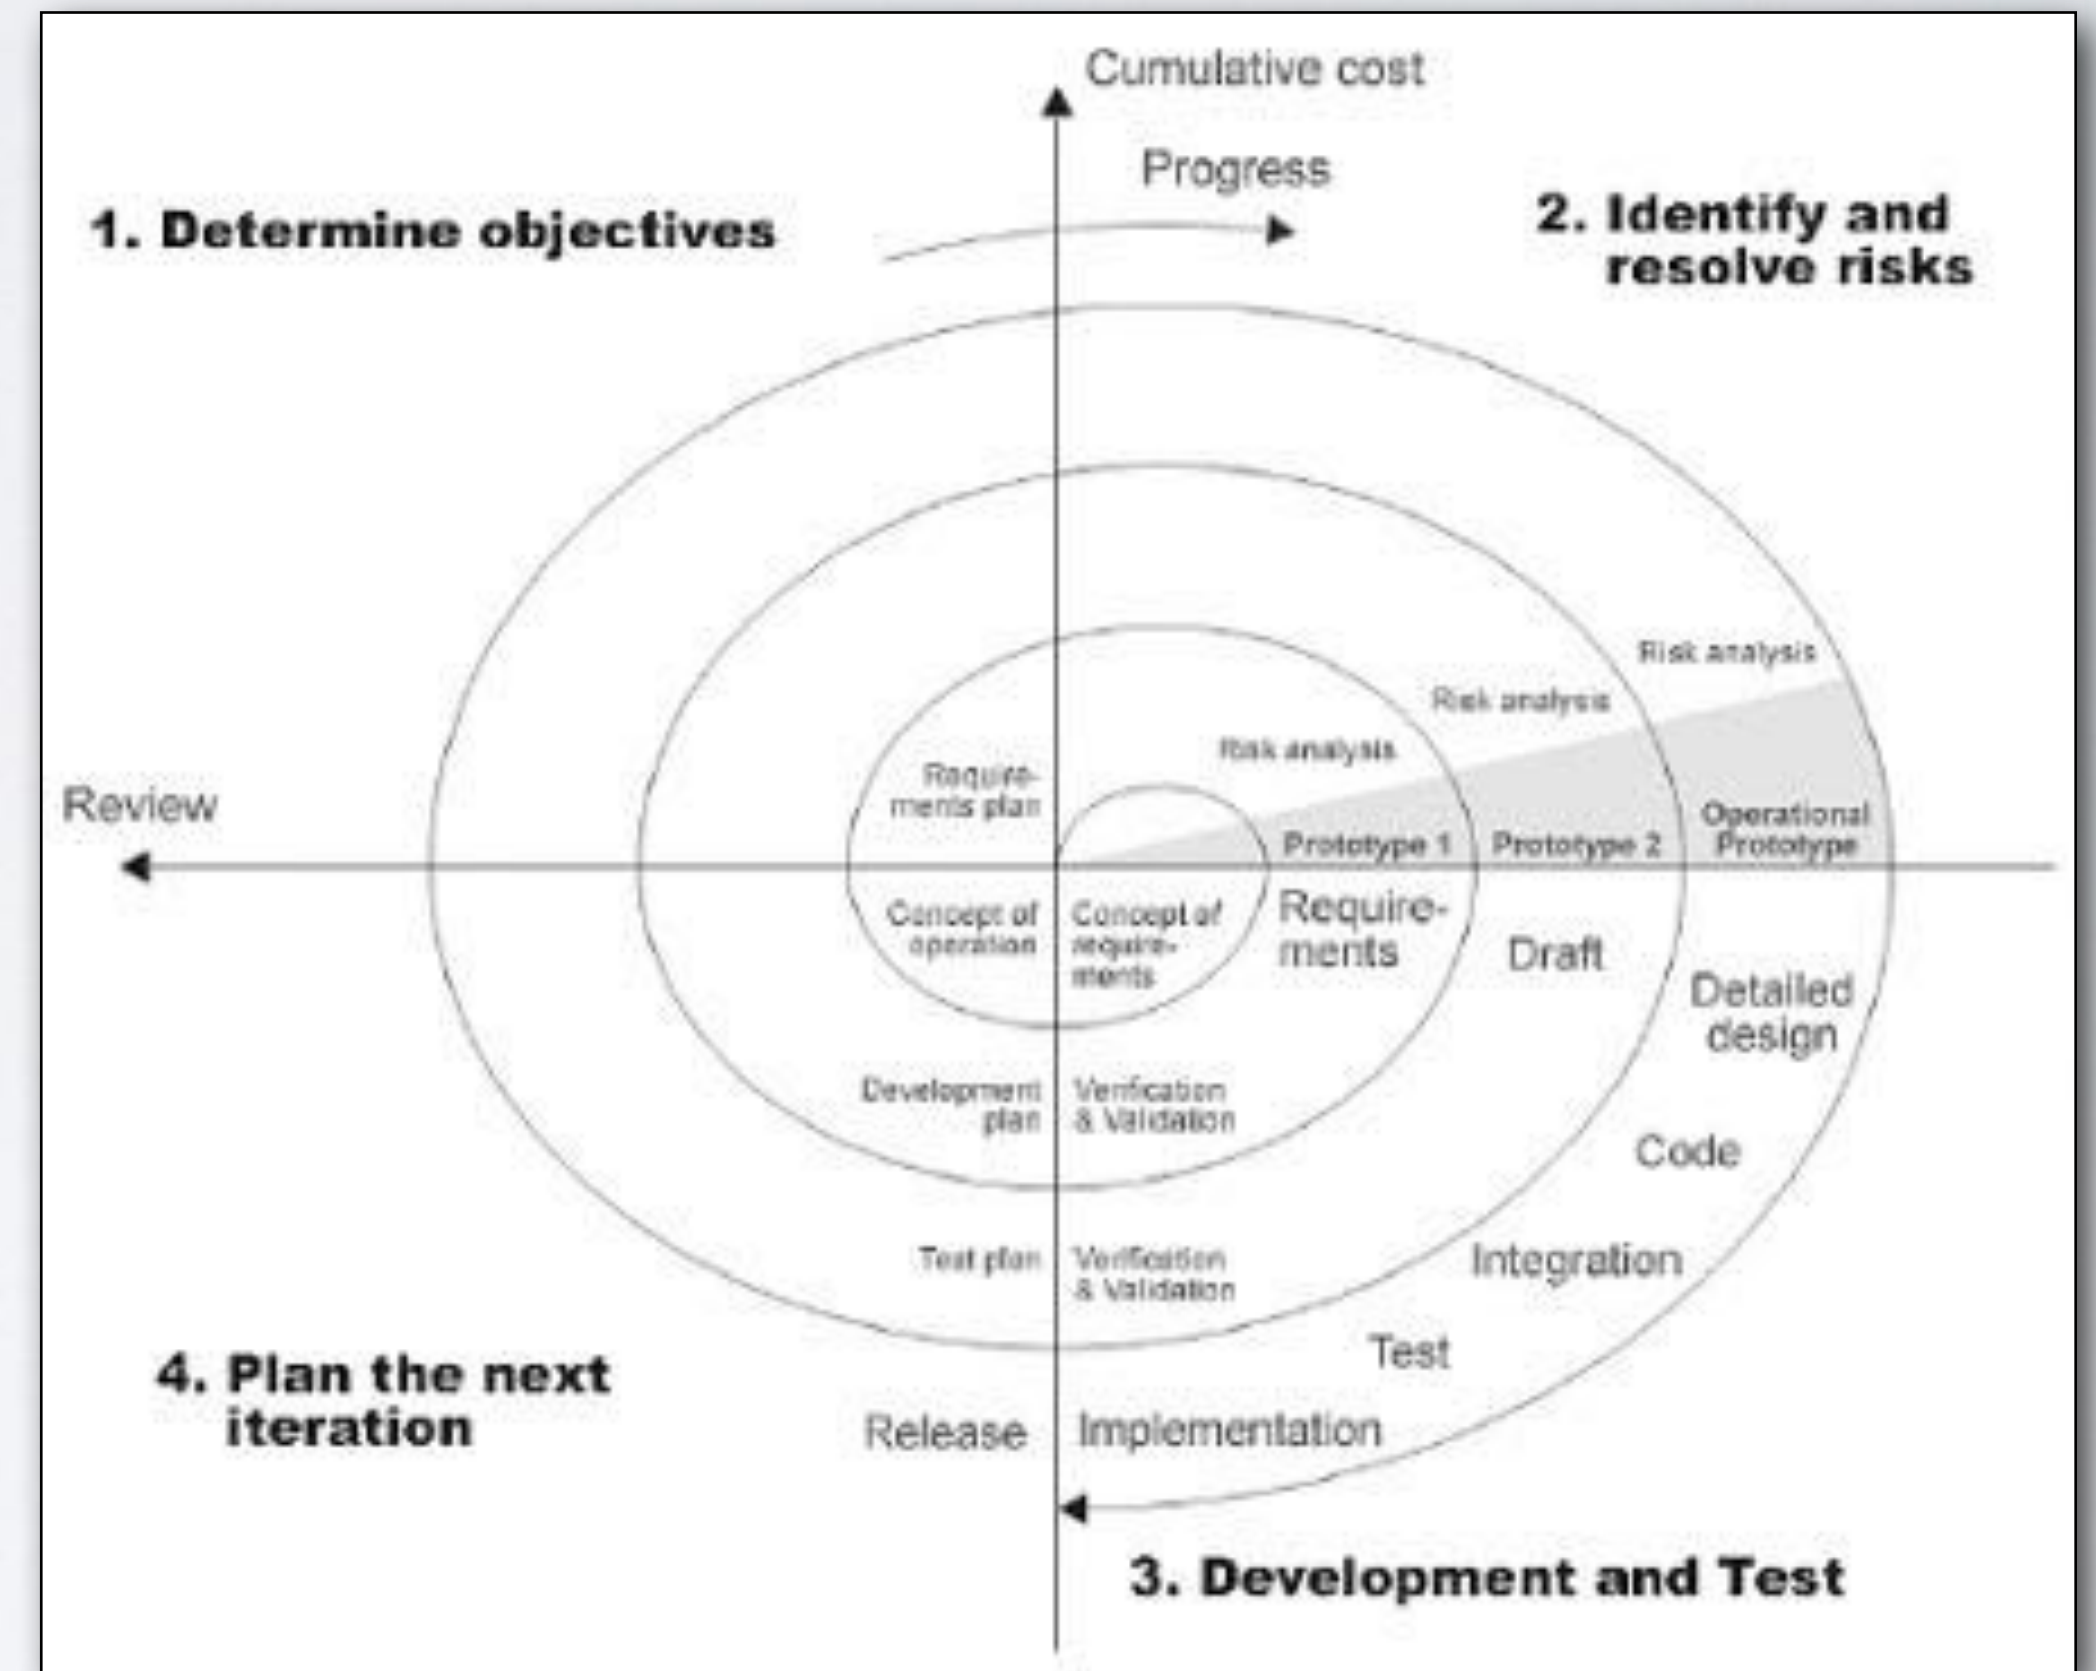 Cumulative cost
Progress
1. Determine objectives
2. Identify and
resolve risks
Risk analysis
Risk analysis
Risk analysis
Require-
ments plan
Review
Operational
Prototype
Prototype 1
Prototype 2
Concept of
operation
Concept of
require-
ments
Require-
ments
Draft
Detailed
design
Development
plan
Verification
& Validation
Code
Test plan
Verification
& Validation
Integration
Test
4. Plan the next
iteration
Release
Implementation
3. Development and Test